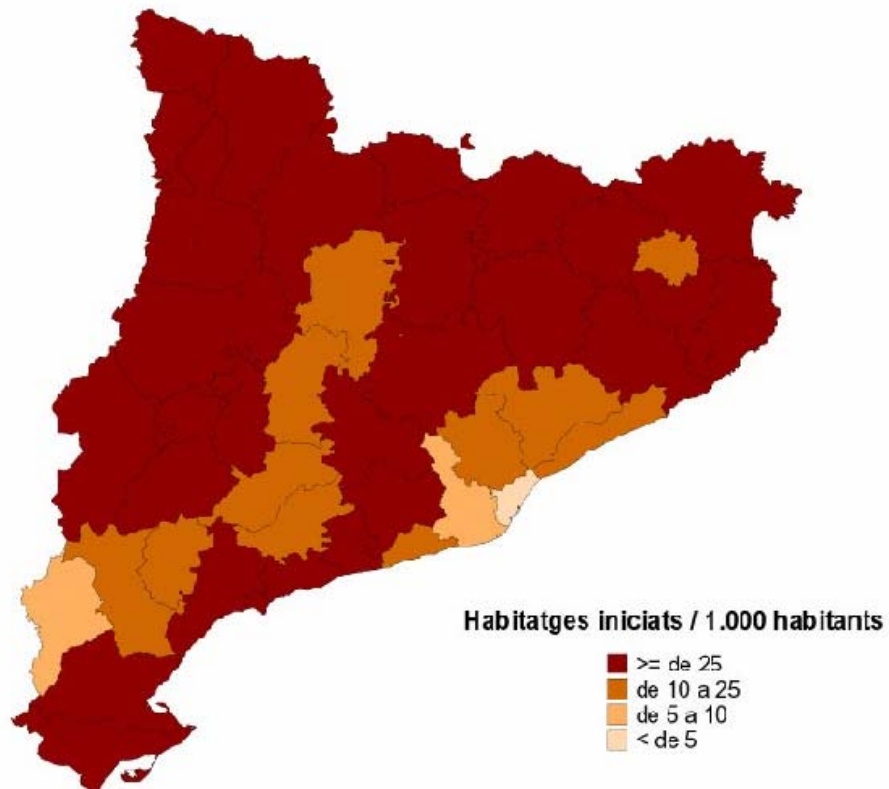 Habitatges iniciats / 1.000 habitants
>= de 25
de 10 a 25
de 5 a 10
< de 5